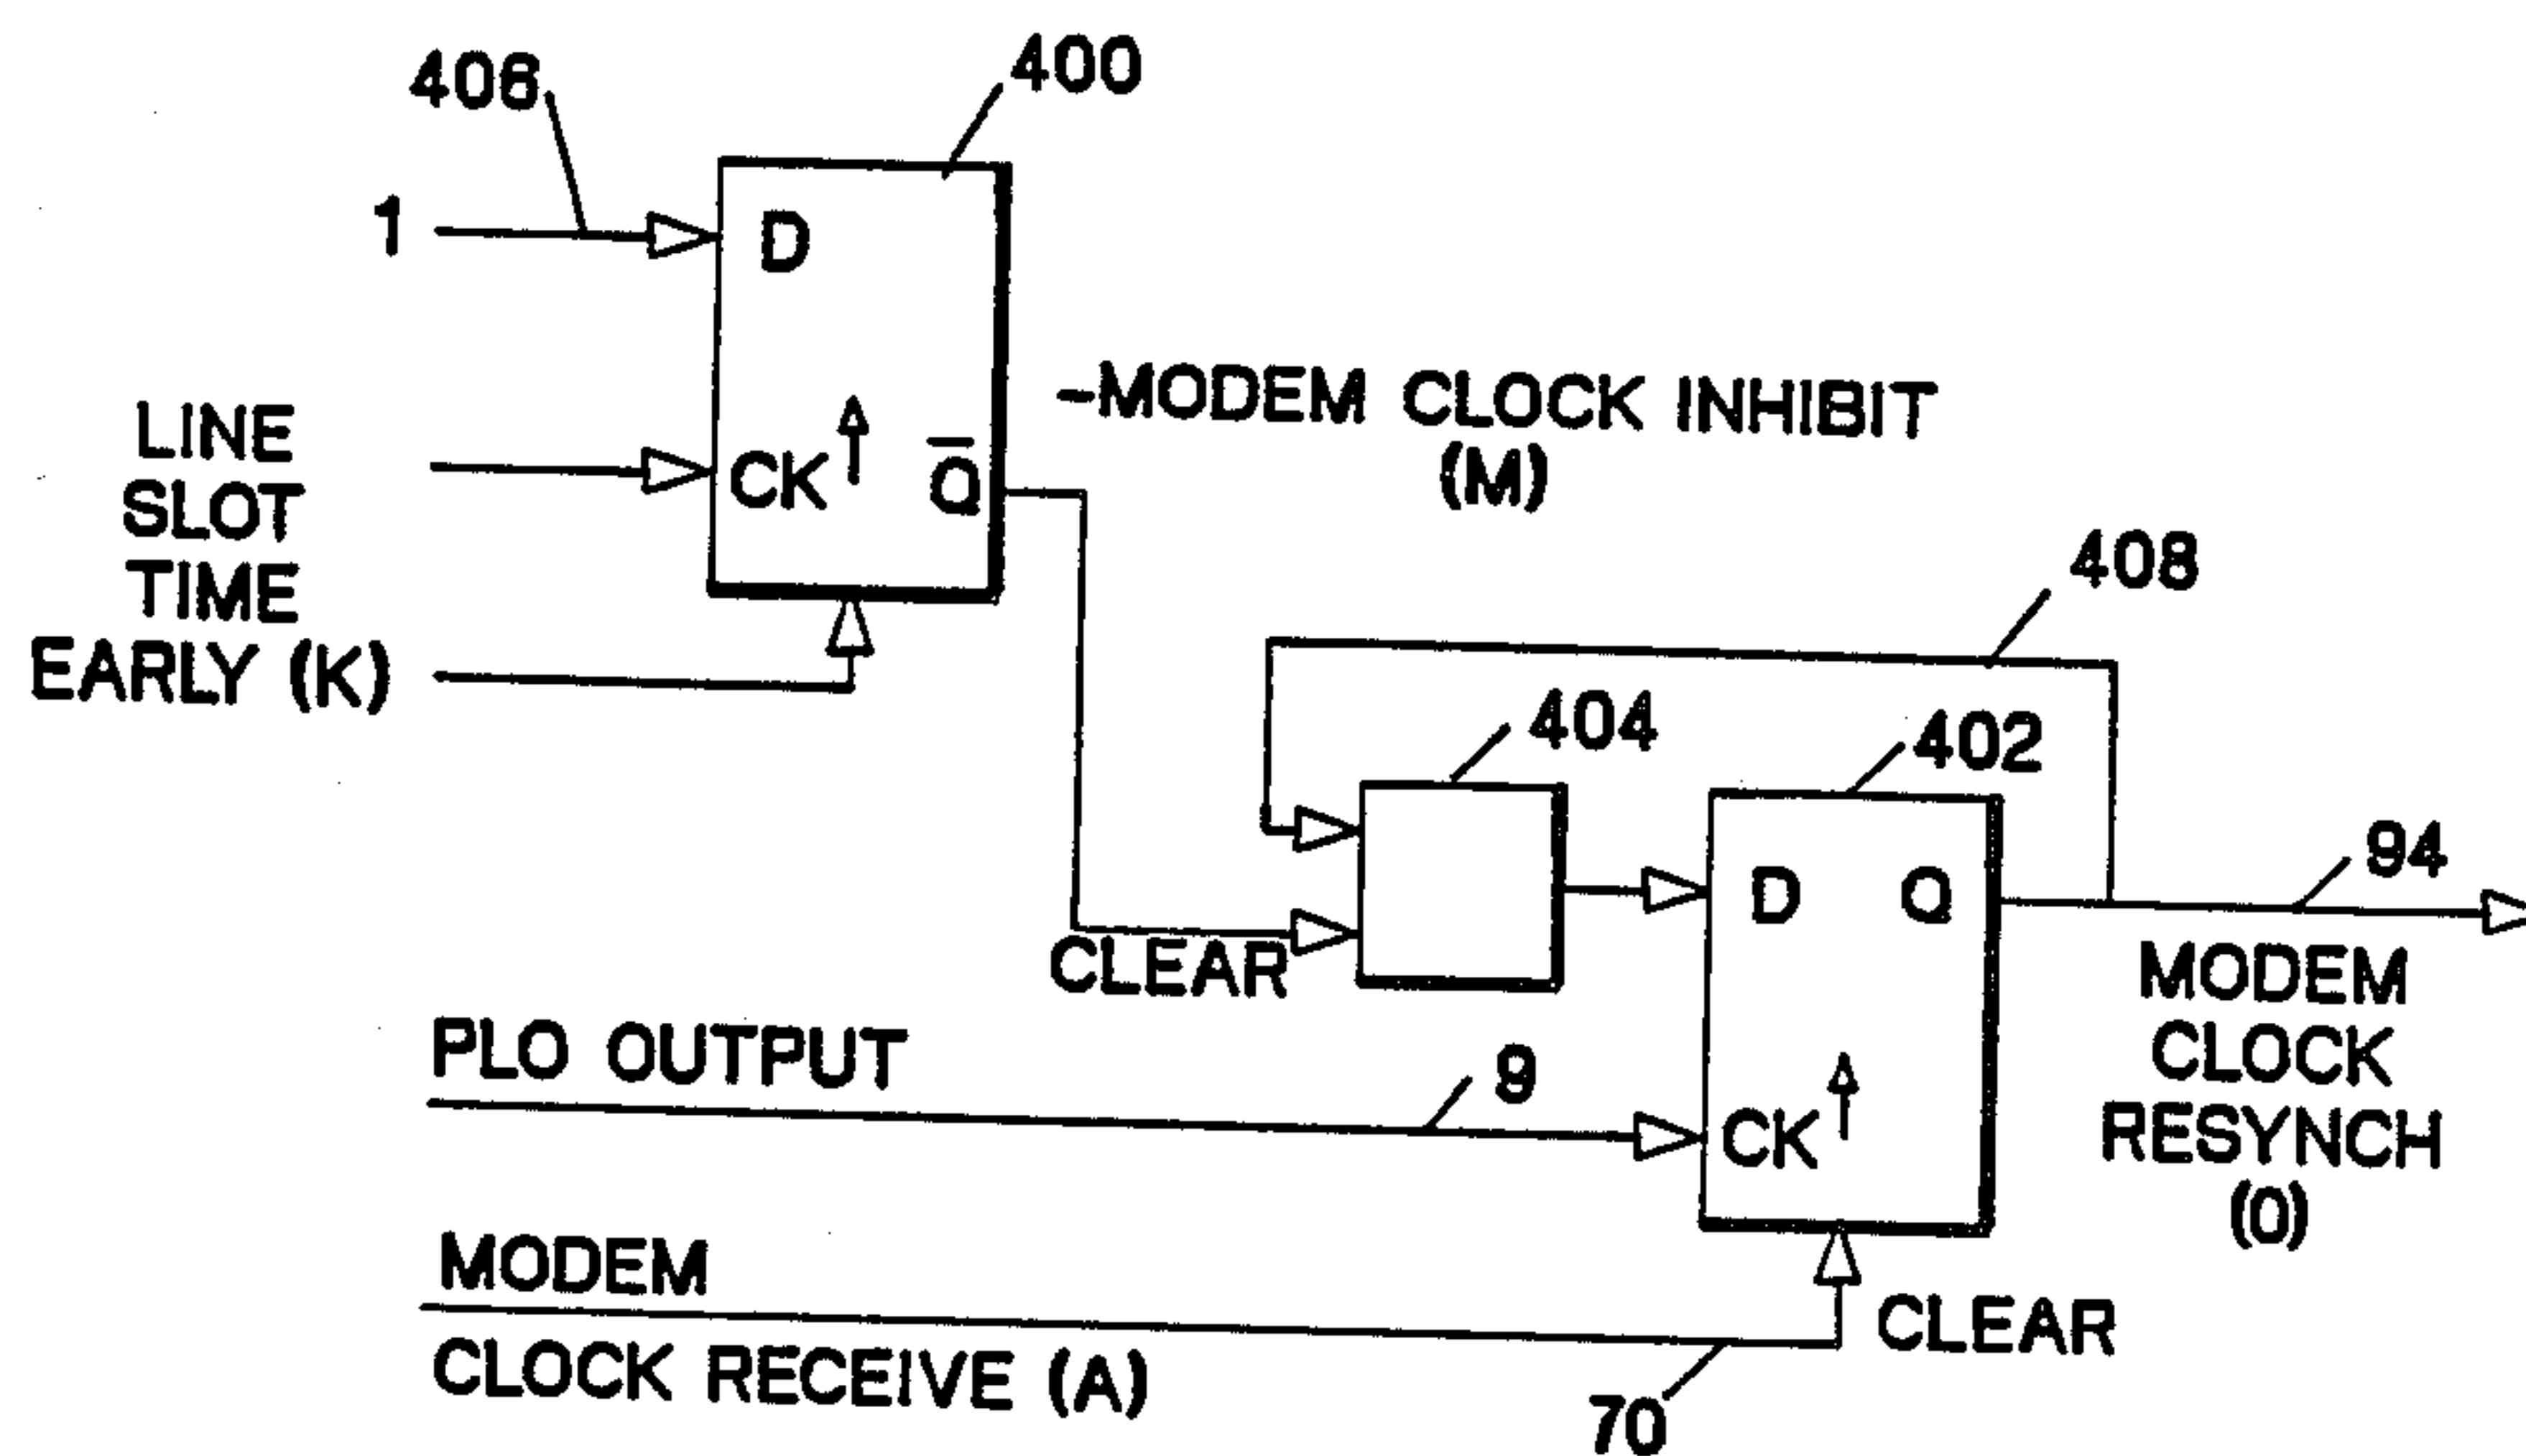 406
400
1
D
LINE
SLOT
TIME
EARLY (K)
CK
Q
-MODEM CLOCK INHIBIT
(M)
408
404
402
D Q
94
CLEAR
MODEM
CLOCK
RESYNCH
(O)
PLO OUTPUT
9
CK
MODEM
CLOCK RECEIVE (A)
CLEAR
70